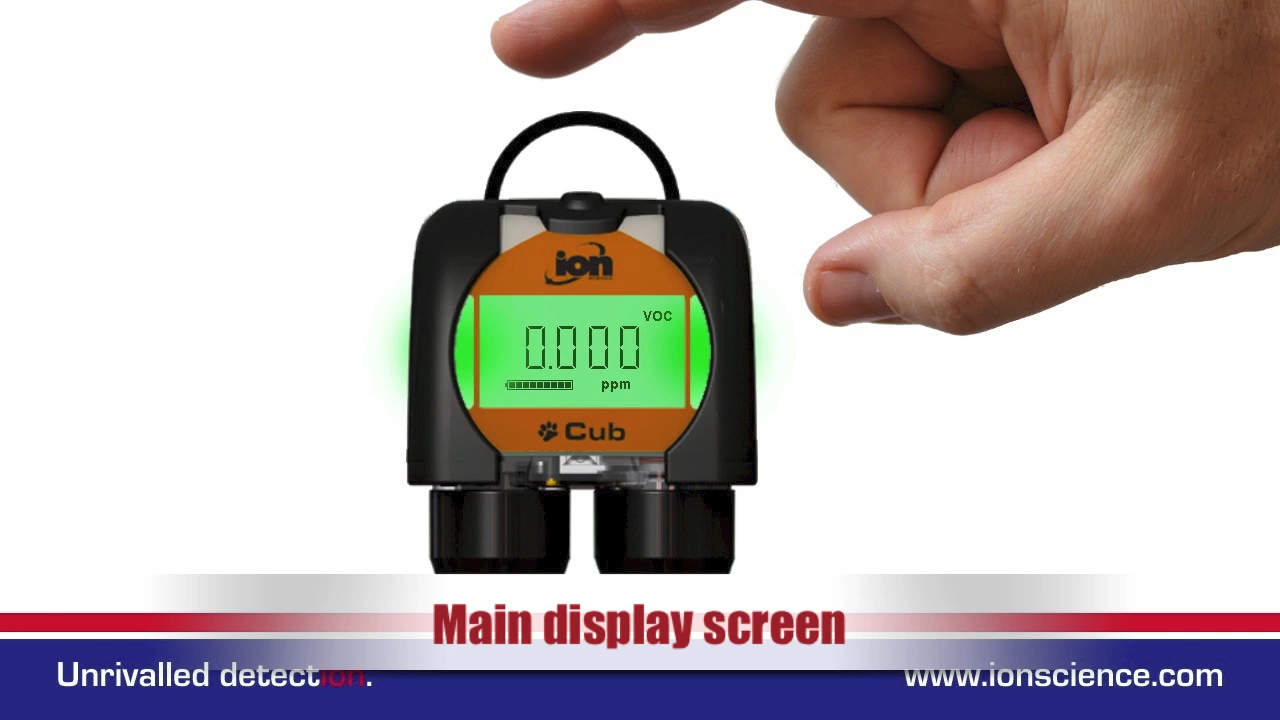 ion
VOC
0.000
ppm
Cub
Main display screen
Unrivalled detection.
www.ionscience.com